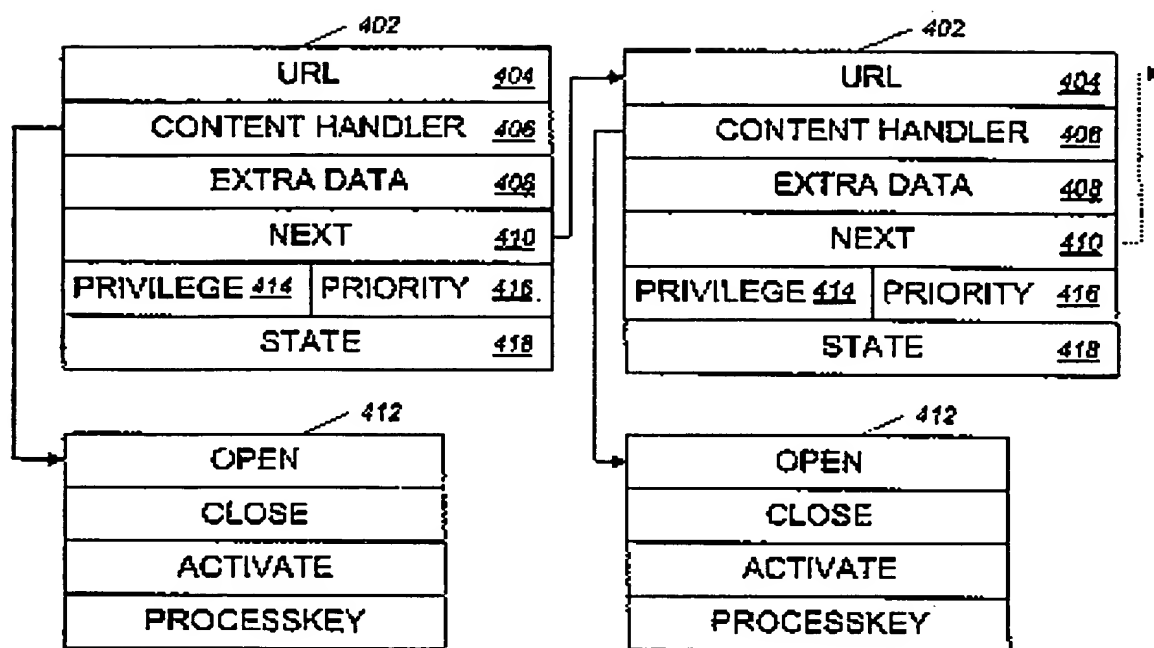 402
URL 404
CONTENT HANDLER 406
EXTRA DATA 408
NEXT 410
PRIVILEGE 414 PRIORITY 416
STATE 418
412
OPEN
CLOSE
ACTIVATE
PROCESSKEY
402
URL 404
CONTENT HANDLER 406
EXTRA DATA 408
NEXT 410
PRIVILEGE 414 PRIORITY 416
STATE 418
412
OPEN
CLOSE
ACTIVATE
PROCESSKEY